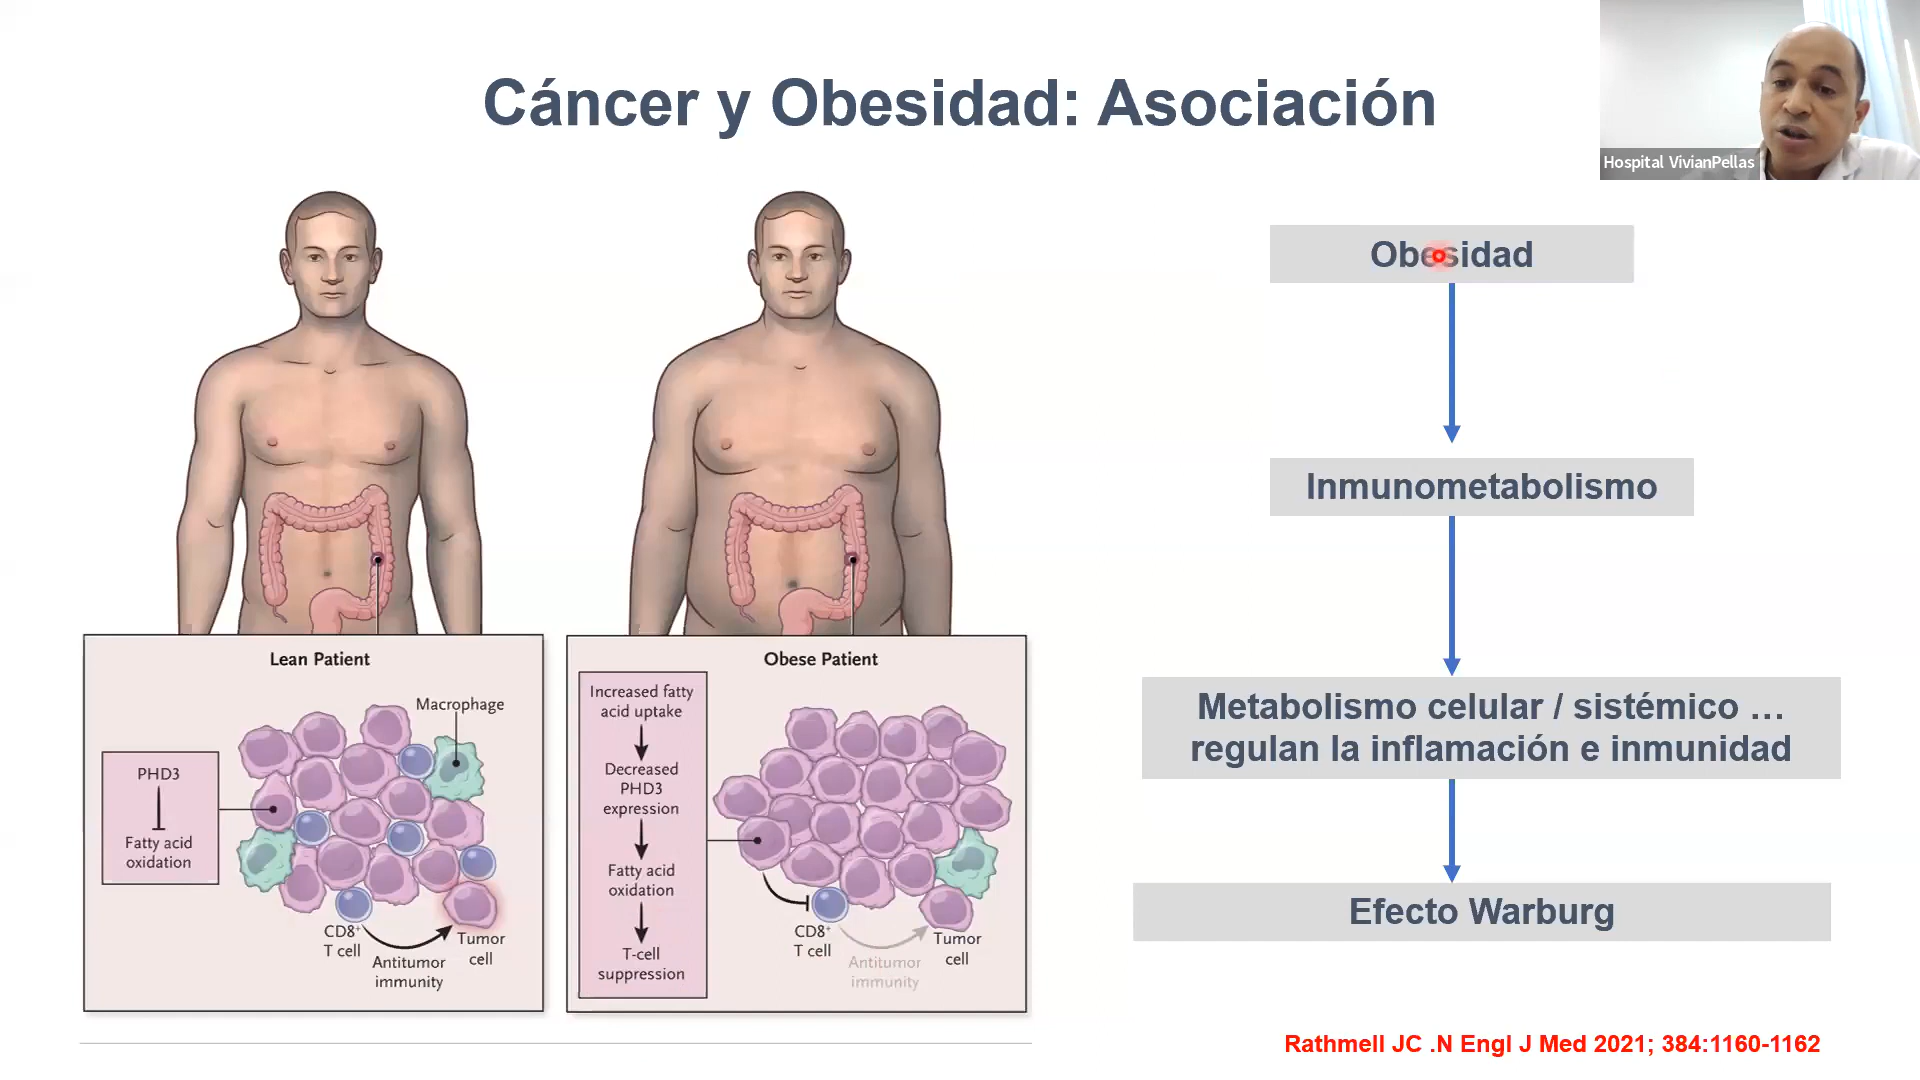 Cáncer y Obesidad: Asociación
Hospital VivianPellas
Lean Patient
Macrophage
PHD3
Fatty acid
oxidation
CD8+
T cell
Antitumor
immunity
Tumor
cell
Obese Patient
Increased fatty
acid uptake
Decreased
PHD3
expression
Fatty acid
oxidation
T-cell
suppression
CD8+
T cell
Antitumor
immunity
Tumor
cell
Obesidad
Inmunometabolismo
Metabolismo celular / sistémico …
regulan la inflamación e inmunidad
Efecto Warburg
Rathmell JC .N Engl J Med 2021; 384:1160-1162